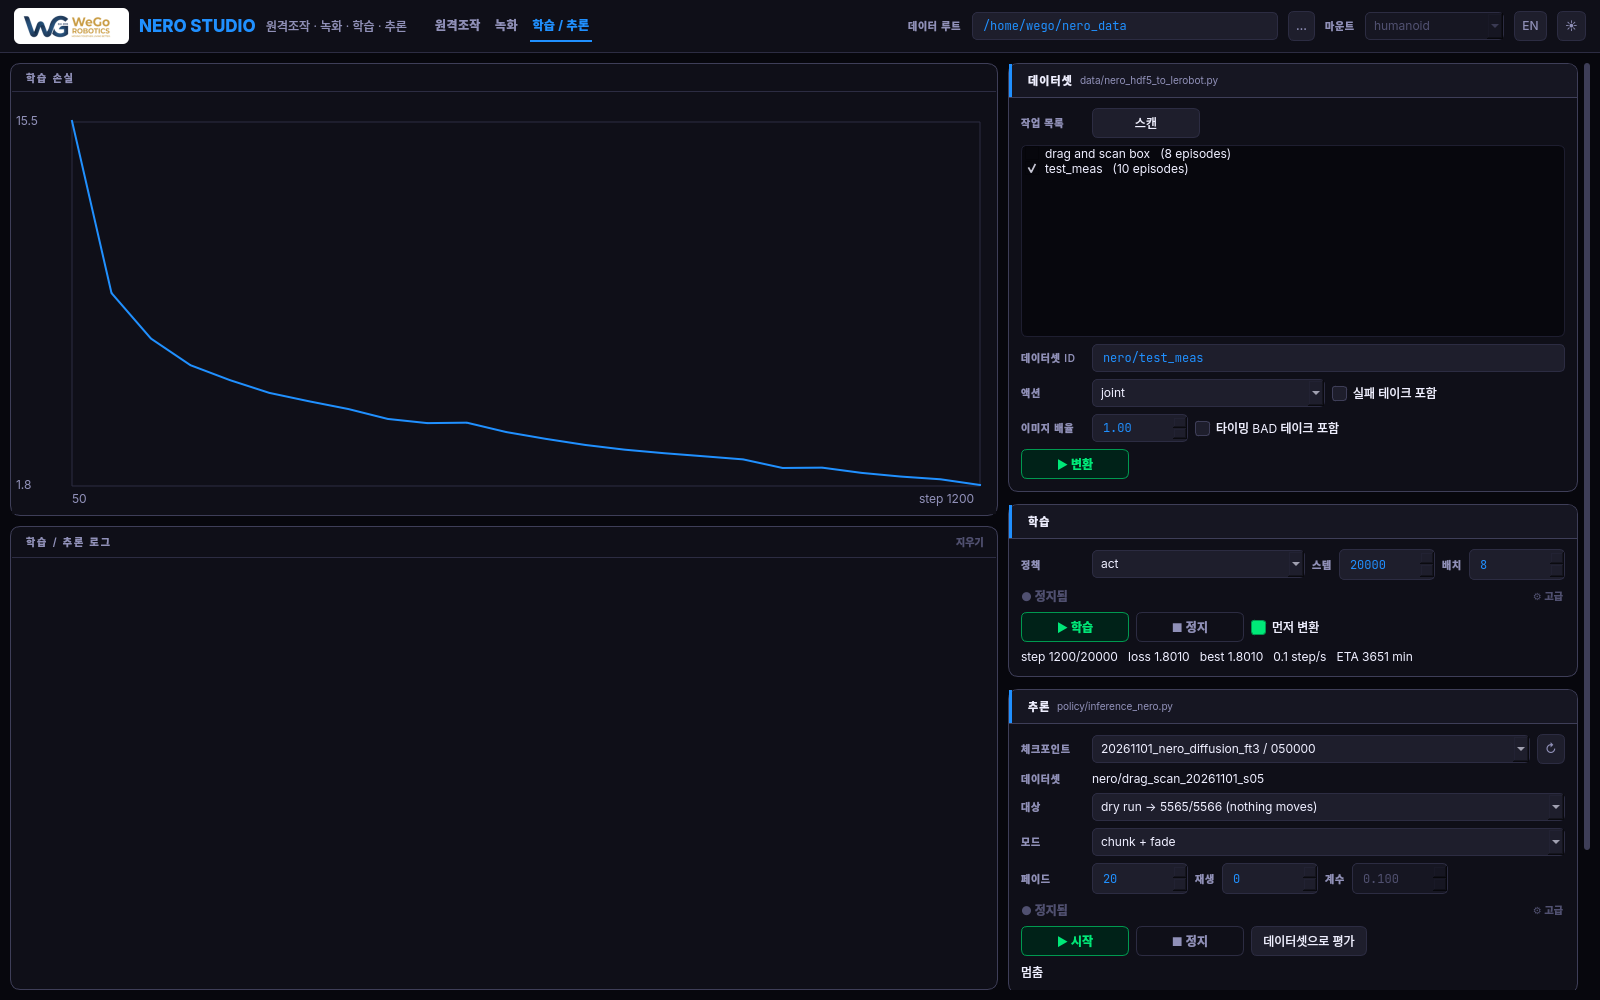 WG WeGo ROBOTICS
NERO STUDIO 원격조작 · 녹화 · 학습 · 추론 원격조작 녹화 학습 / 추론 데이터 루트 /home/wego/nero_data ... 마운트 humanoid EN
학습 손실
15.5
1.8
50 step 1200
학습 / 추론 로그 지우기
데이터셋 data/nero_hdf5_to_lerobot.py
작업 목록 스캔
drag and scan box (8 episodes)
✓ test_meas (10 episodes)
데이터셋 ID nero/test_meas
액션 joint 실패 테이크 포함
이미지 배율 1.00 타이밍 BAD 테이크 포함
▶ 변환
학습
정책 act 스텝 20000 배치 8
● 정지됨 ⚙ 고급
▶ 학습 ■ 정지 먼저 변환
step 1200/20000 loss 1.8010 best 1.8010 0.1 step/s ETA 3651 min
추론 policy/inference_nero.py
체크포인트 20261101_nero_diffusion_ft3 / 050000 ↻
데이터셋 nero/drag_scan_20261101_s05
대상 dry run → 5565/5566 (nothing moves)
모드 chunk + fade
페이드 20 재생 0 계수 0.100
● 정지됨 ⚙ 고급
▶ 시작 ■ 정지 데이터셋으로 평가
멈춤